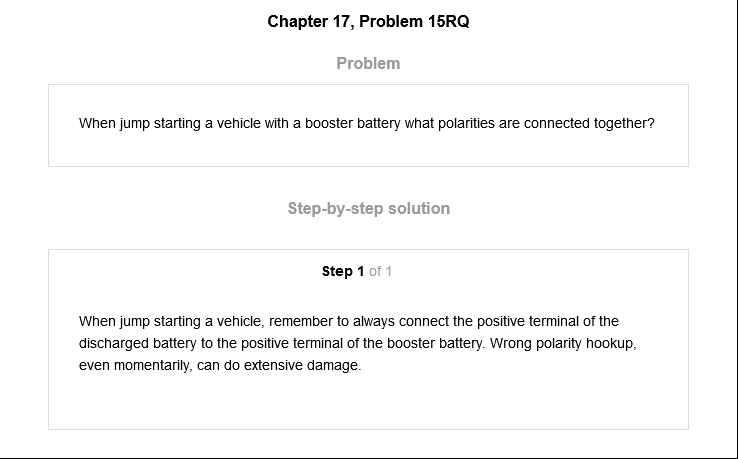 Chapter 17, Problem 15RQ
Problem
When jump starting a vehicle with a booster battery what polarities are connected together?
Step-by-step solution
Step 1 of 1
When jump starting a vehicle, remember to always connect the positive terminal of the
discharged battery to the positive terminal of the booster battery. Wrong polarity hookup,
even momentarily, can do extensive damage.